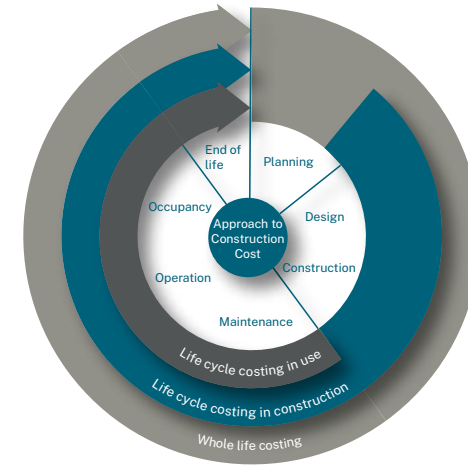 End of
life
Planning
Occupancy
Design
Approach to
Construction
Cost
Construction
Operation
Maintenance
Life cycle costing in use
Life cycle costing in construction
Whole life costing